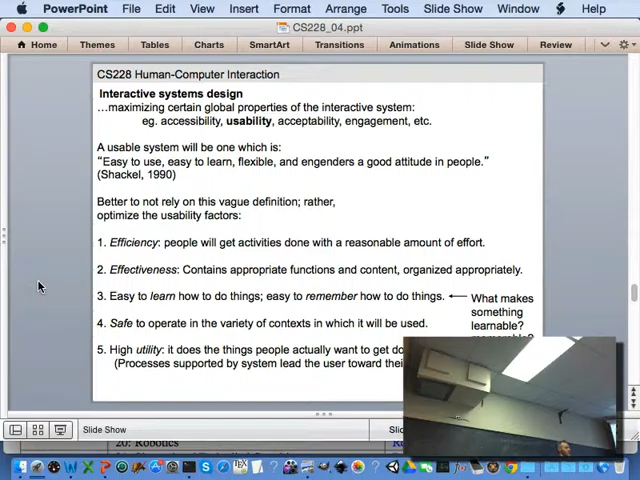 PowerPoint File Edit View Insert Format Arrange Tools Slide Show Window Help
CS228_04.ppt
Home Themes Tables Charts SmartArt Transitions Animations Slide Show Review
CS228 Human-Computer Interaction
Interactive systems design
…maximizing certain global properties of the interactive system:
eg. accessibility, usability, acceptability, engagement, etc.
A usable system will be one which is:
“Easy to use, easy to learn, flexible, and engenders a good attitude in people.”
(Shackel, 1990)
Better to not rely on this vague definition; rather,
optimize the usability factors:
1. Efficiency: people will get activities done with a reasonable amount of effort.
2. Effectiveness: Contains appropriate functions and content, organized appropriately.
3. Easy to learn how to do things; easy to remember how to do things.
What makes
something
learnable?
4. Safe to operate in the variety of contexts in which it will be used.
5. High utility: it does the things people actually want to get do
(Processes supported by system lead the user toward thei
Slide Show
20: Robotics